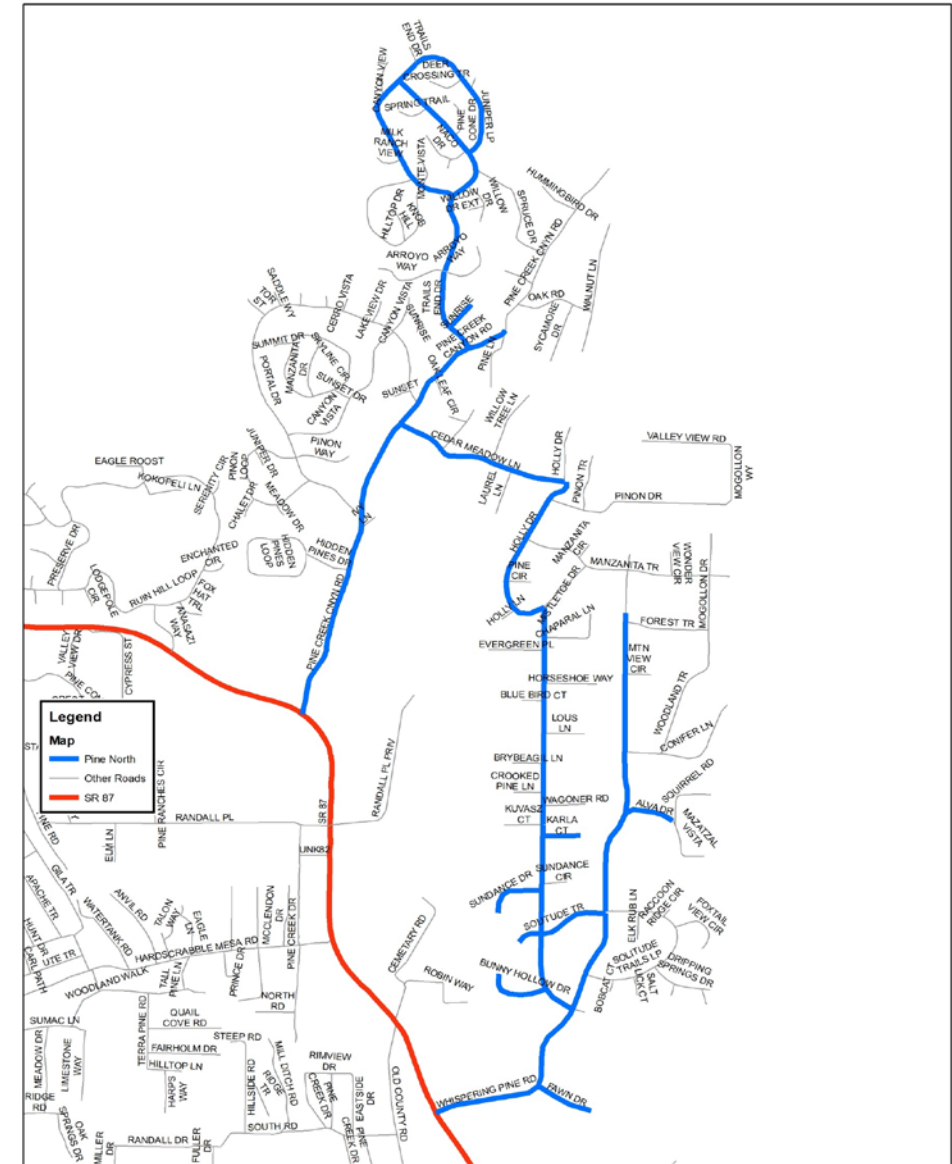 TRAILS
END DR
DEER
CROSSING TR
CANYON VIEW
SPRING TRAIL
PINE
CONE DR
JUNIPER LP
NACO
DR
MILK
RANCH
VIEW
MONTE VISTA
WILLOW
DR EXT
WILLOW
DR
HUMMINGBIRD DR
HILLTOP DR
KNOB
HILL
SPRUCE DR
PINE CREEK CNYN RD
WALNUT LN
ARROYO
WAY
ARROYO
WAY
TRAILS
END DR
OAK RD
SYCAMORE
DR
SADDLE WY
TOR
ST
CERRO VISTA
LAKEVIEW DR
CANYON VISTA
SUNRISE
SUNRISE
PINE CREEK
CANYON RD
PINE LN
SUMMIT DR
SKYLINE CIR
MANZANITA
DR
PORTAL DR
SUNSET DR
SUNSET
OAK LEAF CIR
CANYON
VISTA
WILLOW
TREE LN
PINON
WAY
CEDAR MEADOW LN
HOLLY DR
VALLEY VIEW RD
MOGOLLON
WY
JUNIPER DR
PINON
LOOP
EAGLE ROOST
KOKOPELI LN
SERENITY CIR
CHALET DR
MEADOW DR
LAUREL
LN
PINON TR
PINON DR
LN
HOLLY DR
MANZANITA
CIR
PRESERVE DR
ENCHANTED
CIR
HIDDEN
PINES
LOOP
HIDDEN
PINES DR
PINE
CIR
MISTLETOE DR
MANZANITA TR
WONDER
VIEW CIR
MOGOLLON DR
LODGEPOLE
CIR
RUIN HILL LOOP
FOX
HAT
TRL
ANASAZI
WAY
PINE CREEK CNYN RD
HOLLY LN
CHAPARAL LN
FOREST TR
EVERGREEN PL
MTN
VIEW
CIR
VALLEY
VIEW DR
CYPRESS ST
HORSESHOE WAY
BLUE BIRD CT
WOODLAND TR
LOUS
LN
CONIFER LN
Legend
Map
Pine North
Other Roads
SR 87
BRYBEAGIL LN
CROOKED
PINE LN
SQUIRREL RD
RANDALL PL PRIV
PINE RANCHES CIR
RANDALL PL
SR 87
WAGONER RD
KUVASZ
CT
KARLA
CT
ALVA DR
MAZATZAL
VISTA
ELM LN
GILA TR
APACHE TR
WATERTANK RD
ANVIL RD
TALON
WAY
EAGLE
LN
MCCLENDON
DR
PINE CREEK DR
SUNDANCE DR
SUNDANCE
CIR
ELK RUB LN
RACCOON
RIDGE CIR
FOXTAIL
VIEW CIR
HUNT DR
CARL PATH
UTE TR
HARDSCRABBLE MESA RD
CEMETARY RD
SOLITUDE TR
SOLITUDE
TRAILS LP
DRIPPING
SPRINGS DR
WOODLAND WALK
TALL
PINE LN
PRINCE DR
ROBIN WAY
BUNNY HOLLOW DR
BOBCAT CT
SALT
LICK CT
NORTH
RD
TERRA PINE RD
QUAIL
COVE RD
SUMAC LN
MEADOW DR
LIMESTONE
WAY
FAIRHOLM DR
STEEP RD
HILLTOP LN
HARPS
WAY
HILLSIDE RD
RIDGE
TR
MILL DITCH RD
RIMVIEW
DR
PINE
CREEK DR
EASTSIDE
DR
OLD COUNTY RD
WHISPERING PINE RD
FAWN DR
RIDGE
RD
OAK
SPRINGS DR
MILLER
DR
RANDALL DR
FULLER
DR
SOUTH RD
PINE
CREEK DR